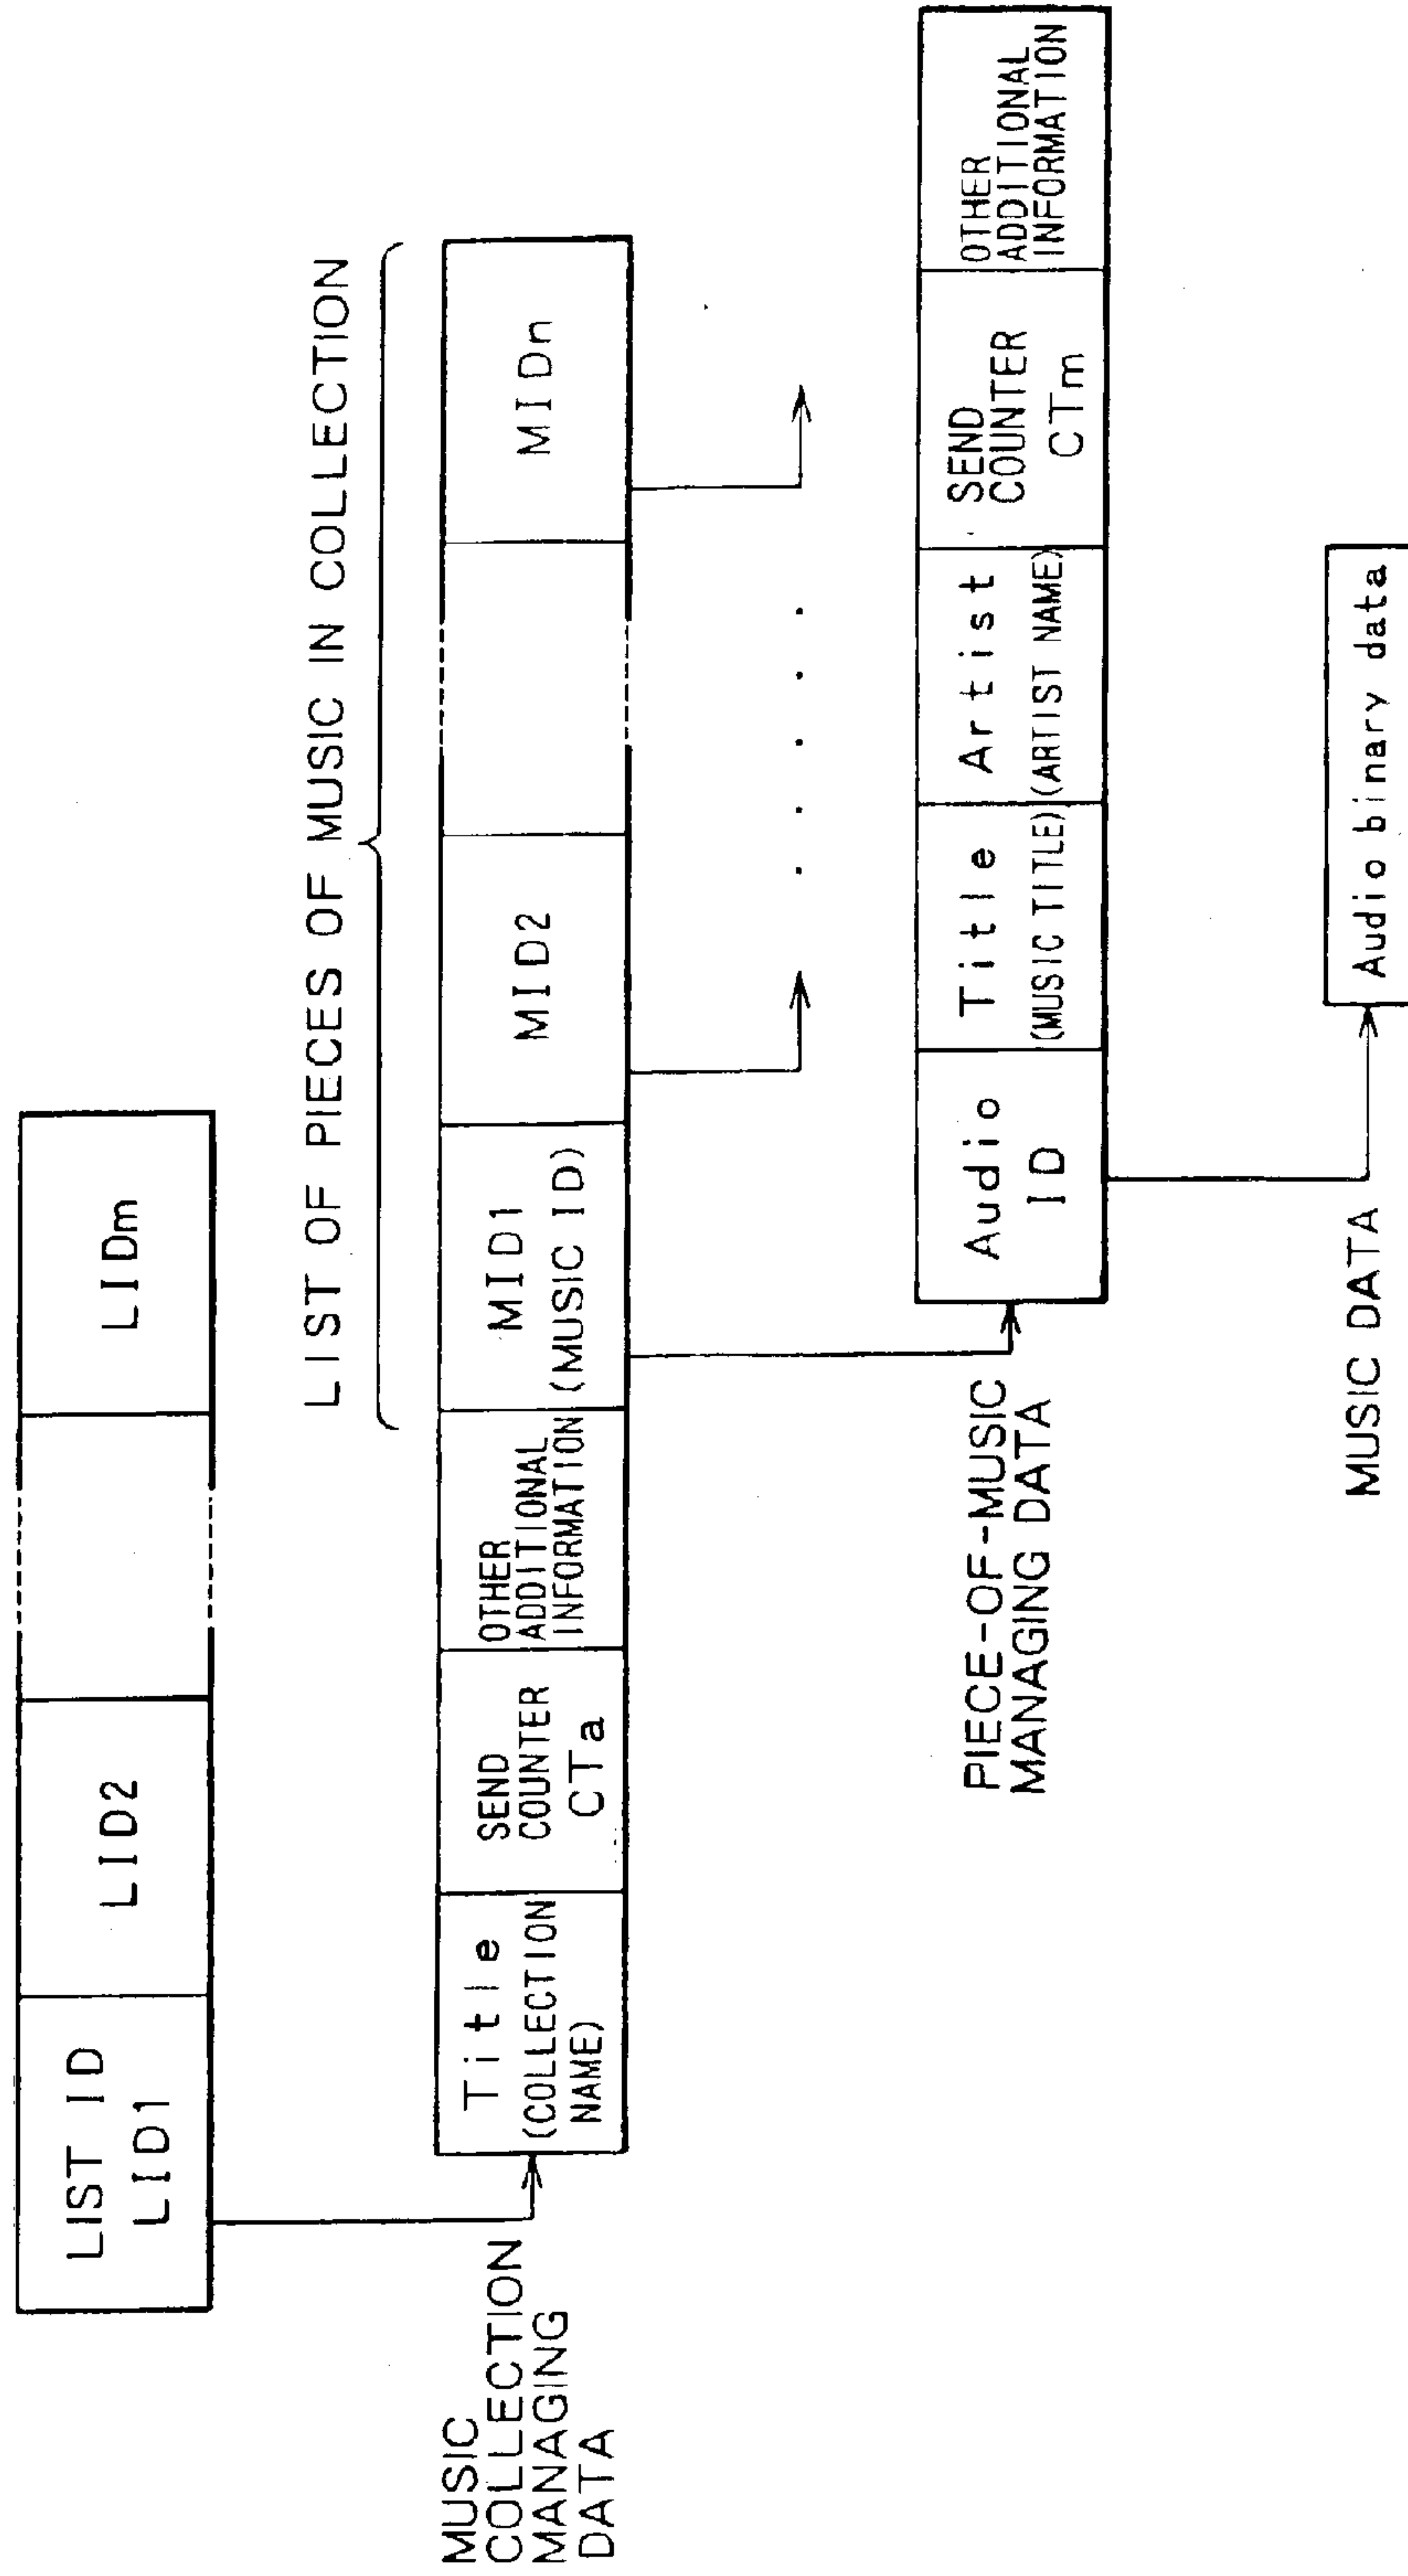 LIST ID
LID1
LID2
LIDm
LIST OF PIECES OF MUSIC IN COLLECTION
MUSIC
COLLECTION
MANAGING
DATA
Title
(COLLECTION
NAME)
SEND
COUNTER
CTa
OTHER
ADDITIONAL
INFORMATION
MID1
(MUSIC ID)
MID2
MIDn
PIECE-OF-MUSIC
MANAGING DATA
Audio
ID
Title
(MUSIC TITLE)
Artist
(ARTIST NAME)
SEND
COUNTER
CTm
OTHER
ADDITIONAL
INFORMATION
MUSIC DATA
Audio binary data